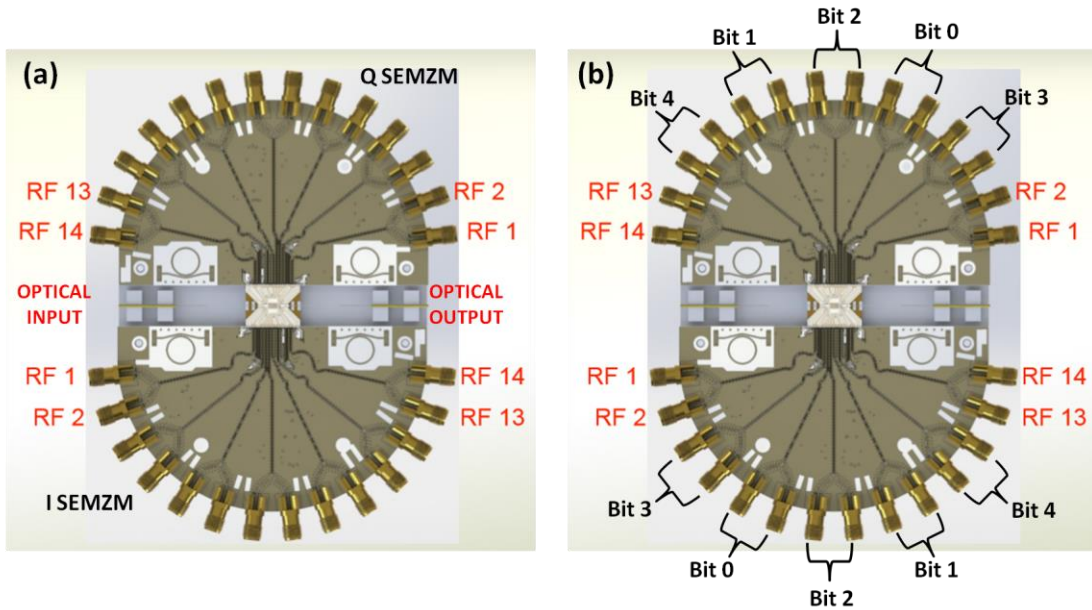 (a)
Q SEMZM
RF 13
RF 2
RF 14
RF 1
OPTICAL
INPUT
OPTICAL
OUTPUT
RF 1
RF 14
RF 2
RF 13
I SEMZM
(b)
Bit 2
Bit 1
Bit 0
Bit 4
Bit 3
RF 13
RF 2
RF 14
RF 1
RF 1
RF 14
RF 2
RF 13
Bit 3
Bit 4
Bit 0
Bit 1
Bit 2